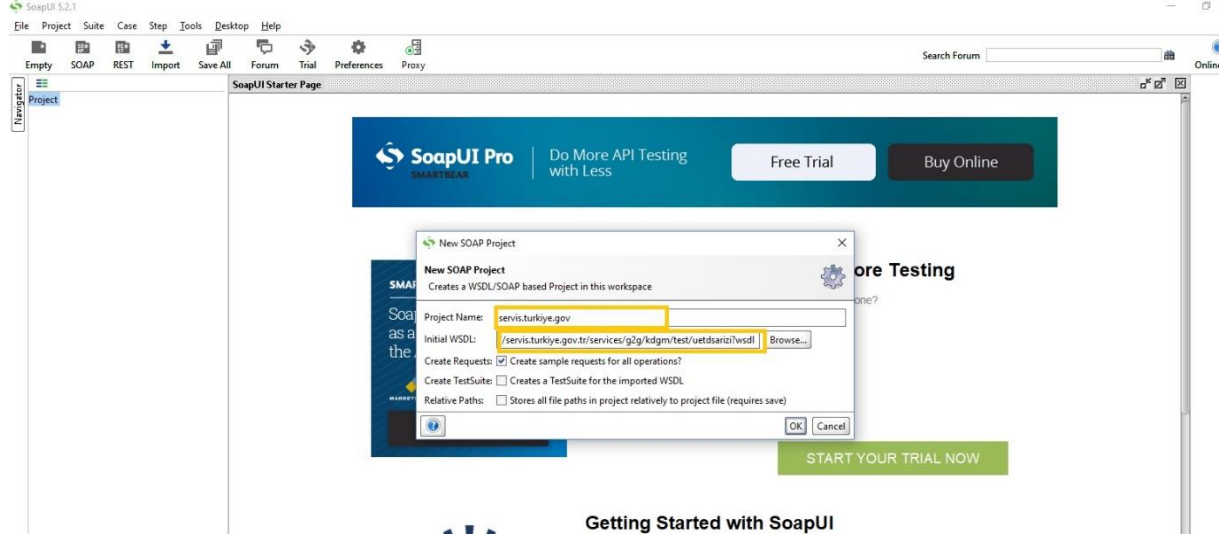 SoapUI 5.2.1
File Project Suite Case Step Tools Desktop Help
Empty SOAP REST Import Save All Forum Trial Preferences Proxy Search Forum Online
Navigator
Project
SoapUI Starter Page
SoapUI Pro
SMARTBEAR
Do More API Testing
with Less
Free Trial
Buy Online
New SOAP Project
New SOAP Project
Creates a WSDL/SOAP based Project in this workspace
Project Name: servis.turkiye.gov
Initial WSDL: /servis.turkiye.gov.tr/services/g2g/kdgm/test/uetdsarizi?wsdl Browse...
Create Requests: Create sample requests for all operations?
Create TestSuite: Creates a TestSuite for the imported WSDL
Relative Paths: Stores all file paths in project relatively to project file (requires save)
OK Cancel
SMAR
Soap
as a
the
ore Testing
one?
START YOUR TRIAL NOW
Getting Started with SoapUI